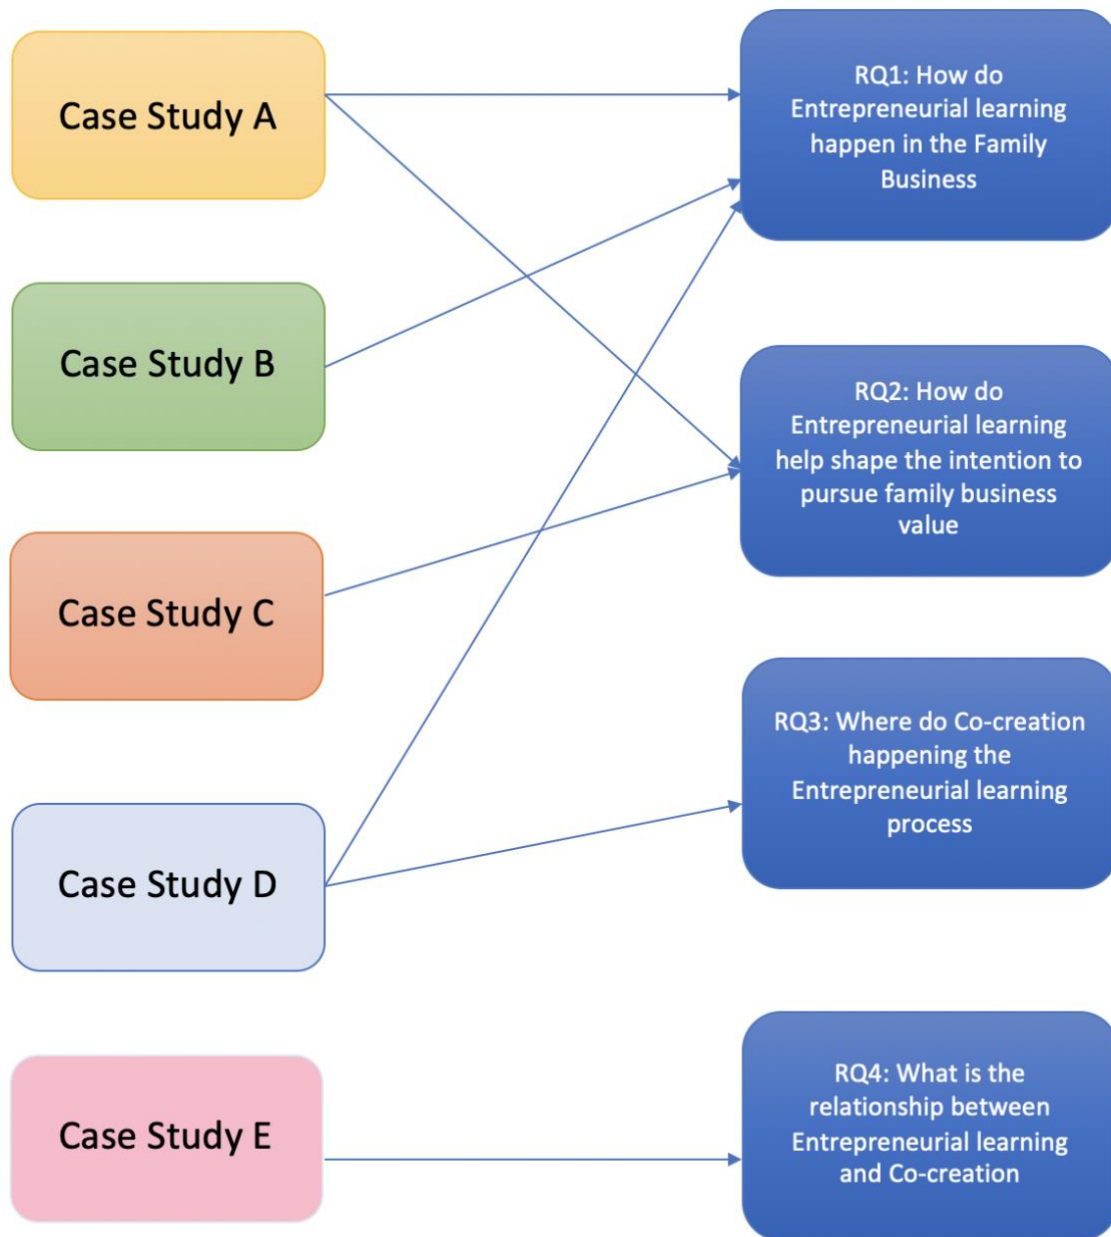 Case Study A
RQ1: How do
Entrepreneurial learning
happen in the Family
Business
Case Study B
RQ2: How do
Entrepreneurial learning
help shape the intention to
pursue family business
value
Case Study C
RQ3: Where do Co-creation
happening the
Entrepreneurial learning
process
Case Study D
RQ4: What is the
relationship between
Entrepreneurial learning
and Co-creation
Case Study E